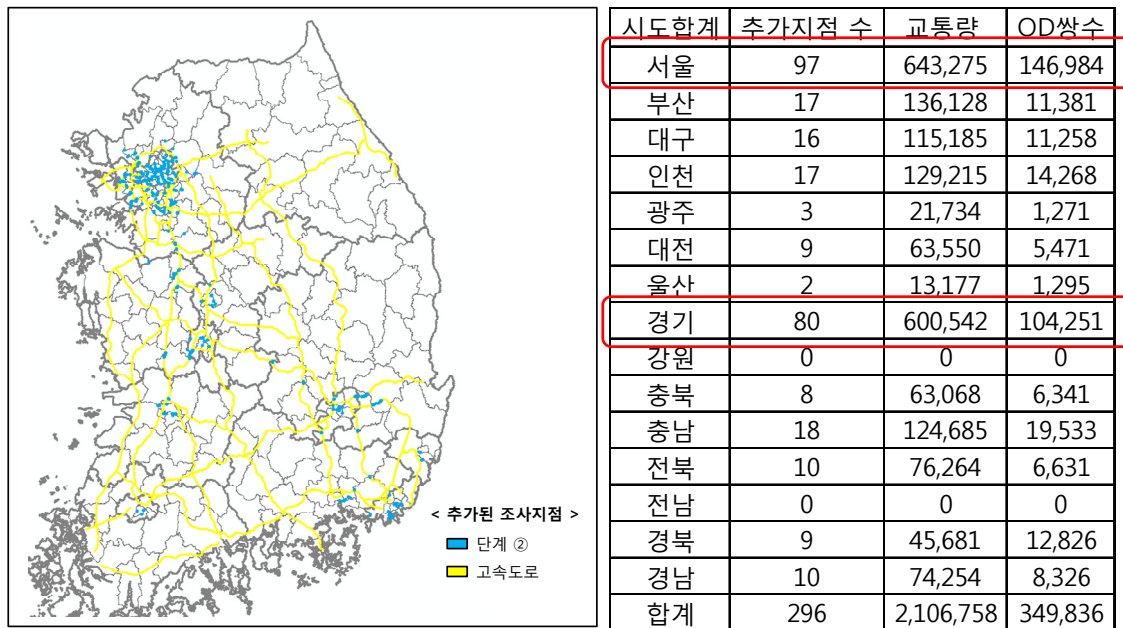 < 추가된 조사지점 >
단계 ②
고속도로
시도합계 추가지점 수 교통량 OD쌍수
서울 97 643,275 146,984
부산 17 136,128 11,381
대구 16 115,185 11,258
인천 17 129,215 14,268
광주 3 21,734 1,271
대전 9 63,550 5,471
울산 2 13,177 1,295
경기 80 600,542 104,251
강원 0 0 0
충북 8 63,068 6,341
충남 18 124,685 19,533
전북 10 76,264 6,631
전남 0 0 0
경북 9 45,681 12,826
경남 10 74,254 8,326
합계 296 2,106,758 349,836